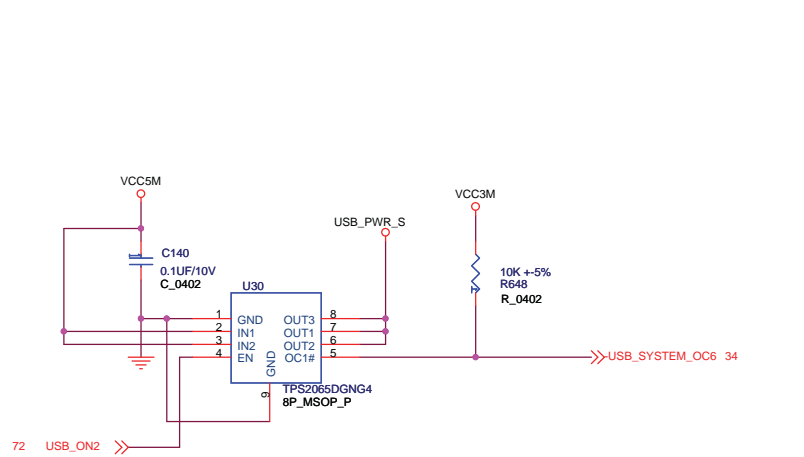 VCC5M
VCC3M
USB_PWR_S
C140
0.1UF/10V
C_0402
10K +-5%
R648
R_0402
U30
1 GND OUT3 8
2 IN1 OUT1 7
3 IN2 OUT2 6
4 EN OC1# 5
GND
9
TPS2065DGNG4
8P_MSOP_P
USB_SYSTEM_OC6 34
72 USB_ON2